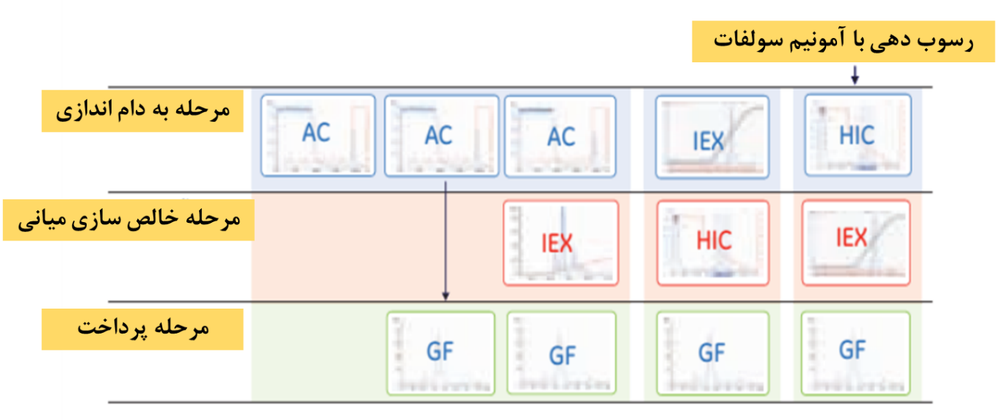 رسوب دهی با آمونیم سولفات
مرحله به دام اندازی
AC AC AC IEX HIC
مرحله خالص سازی میانی
IEX HIC IEX
مرحله پرداخت
GF GF GF GF